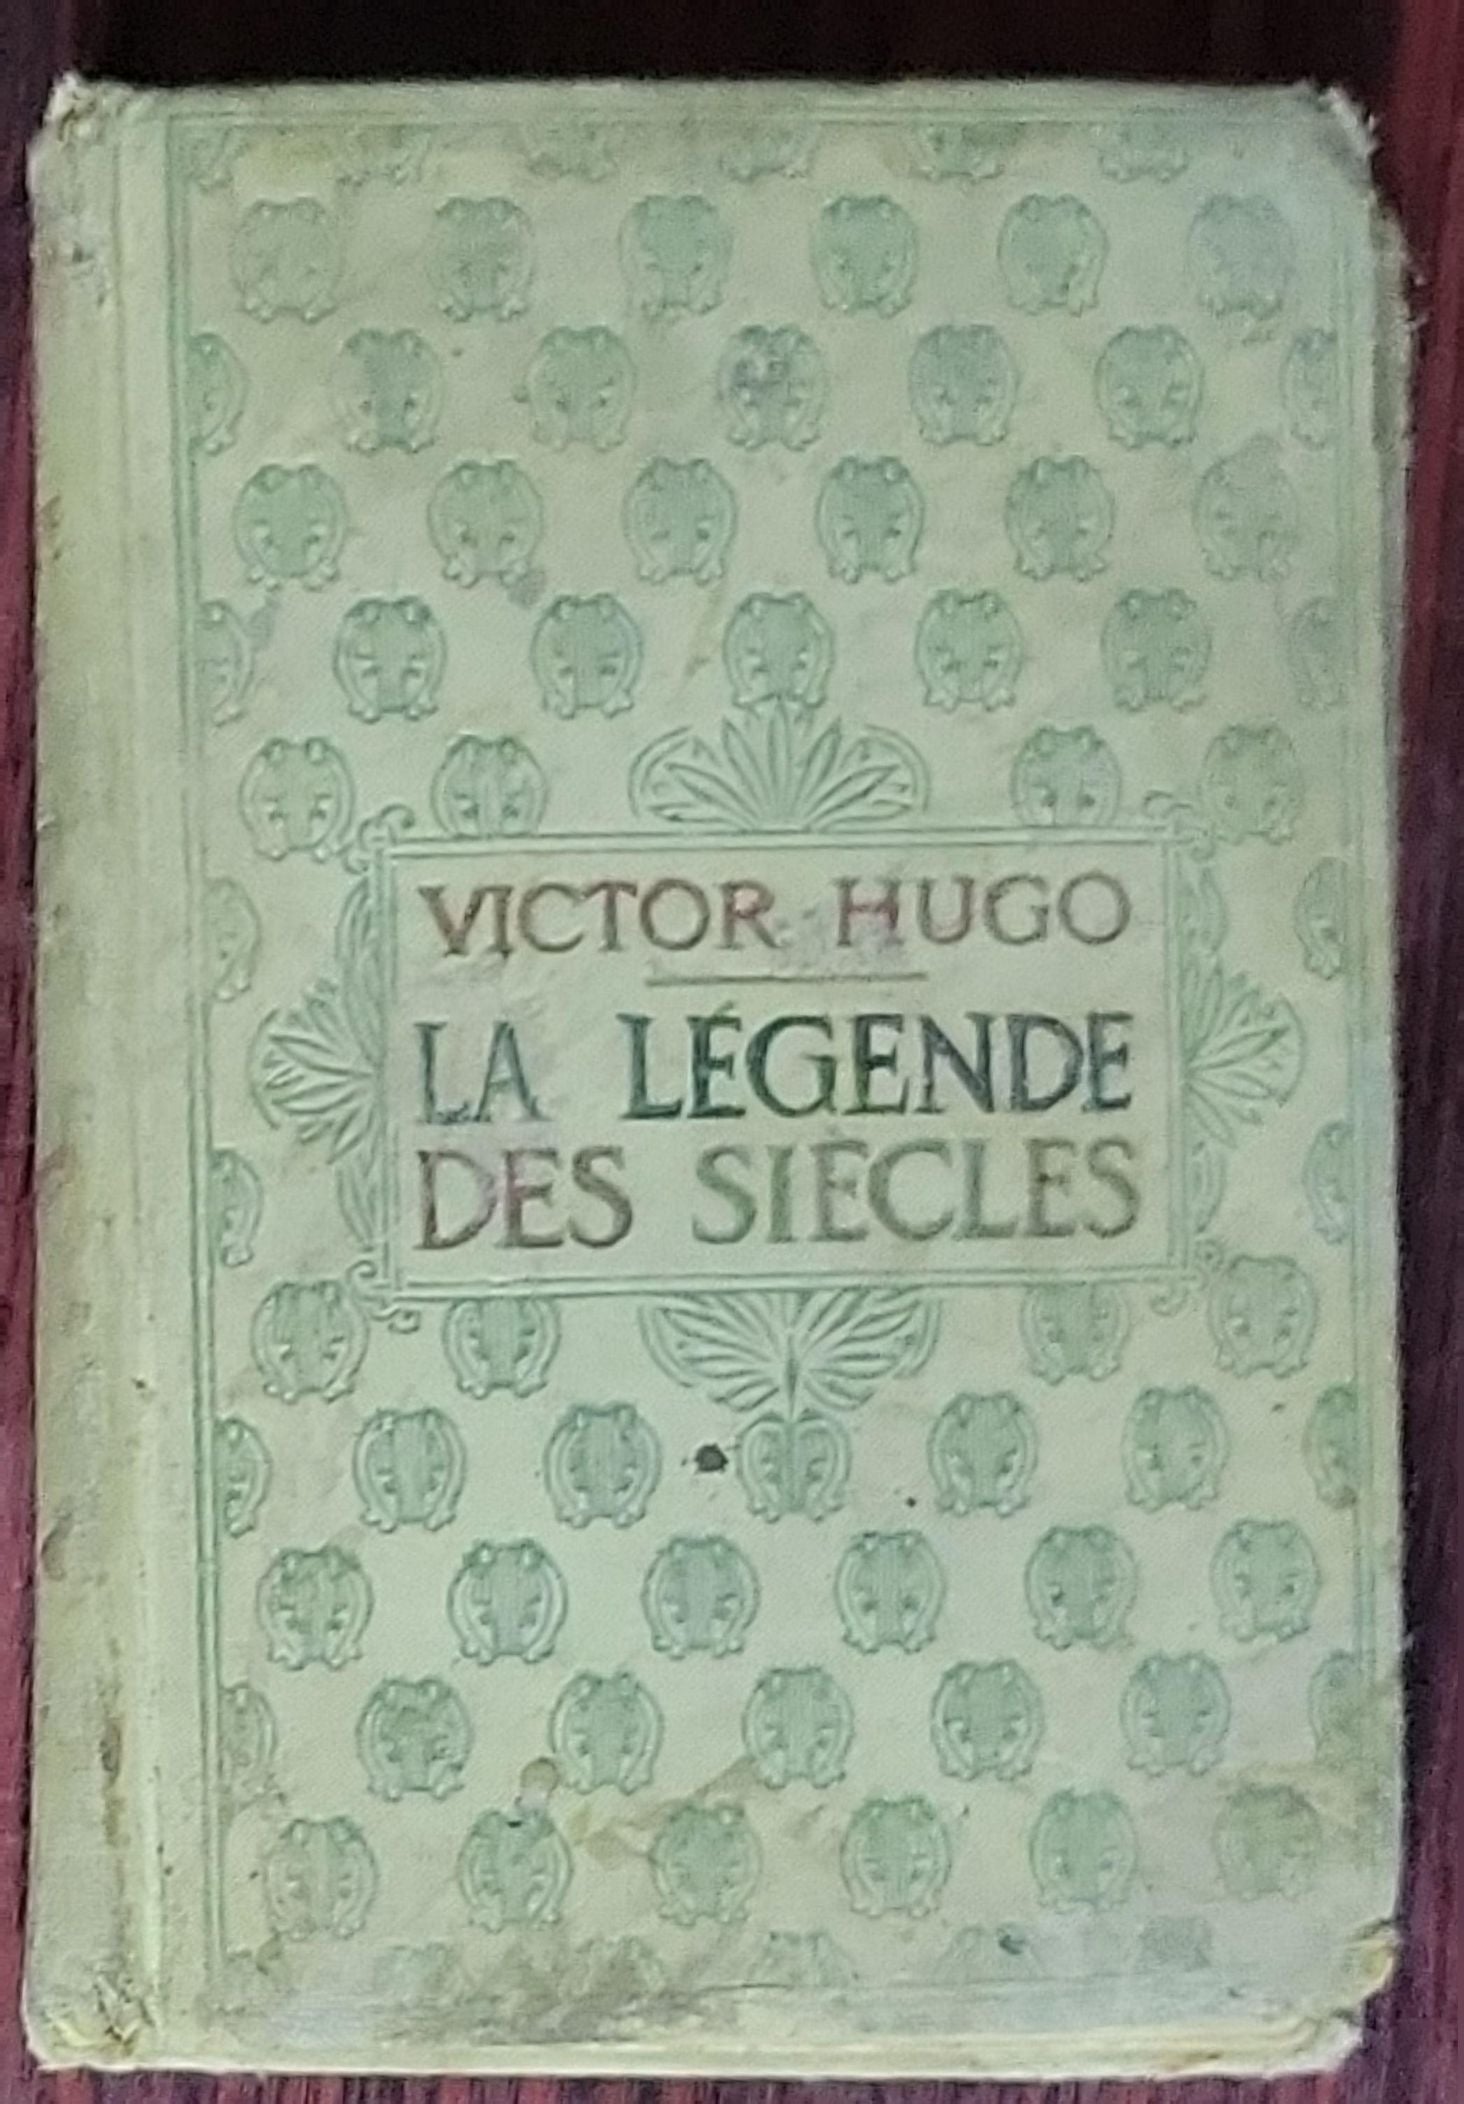 VICTOR HUGO
LA LÉGENDE
DES SIÈCLES